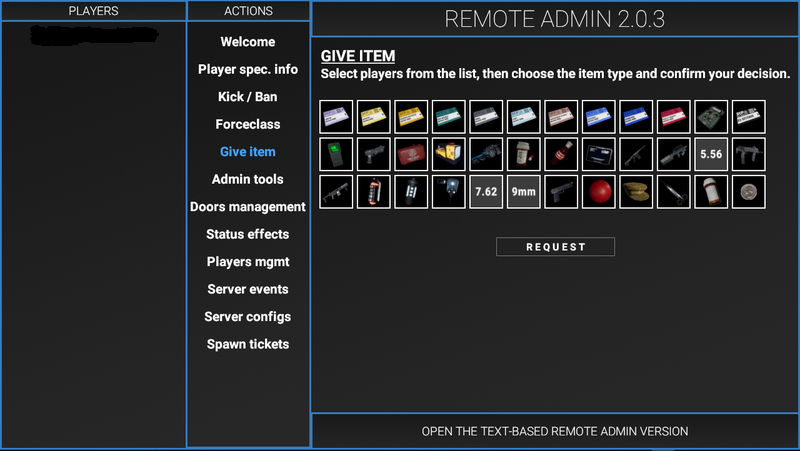 PLAYERS
ACTIONS
REMOTE ADMIN 2.0.3
Welcome
Player spec. info
Kick / Ban
Forceclass
Give item
Admin tools
Doors management
Status effects
Players mgmt
Server events
Server configs
Spawn tickets
GIVE ITEM
Select players from the list, then choose the item type and confirm your decision.
5.56
7.62
9mm
REQUEST
OPEN THE TEXT-BASED REMOTE ADMIN VERSION